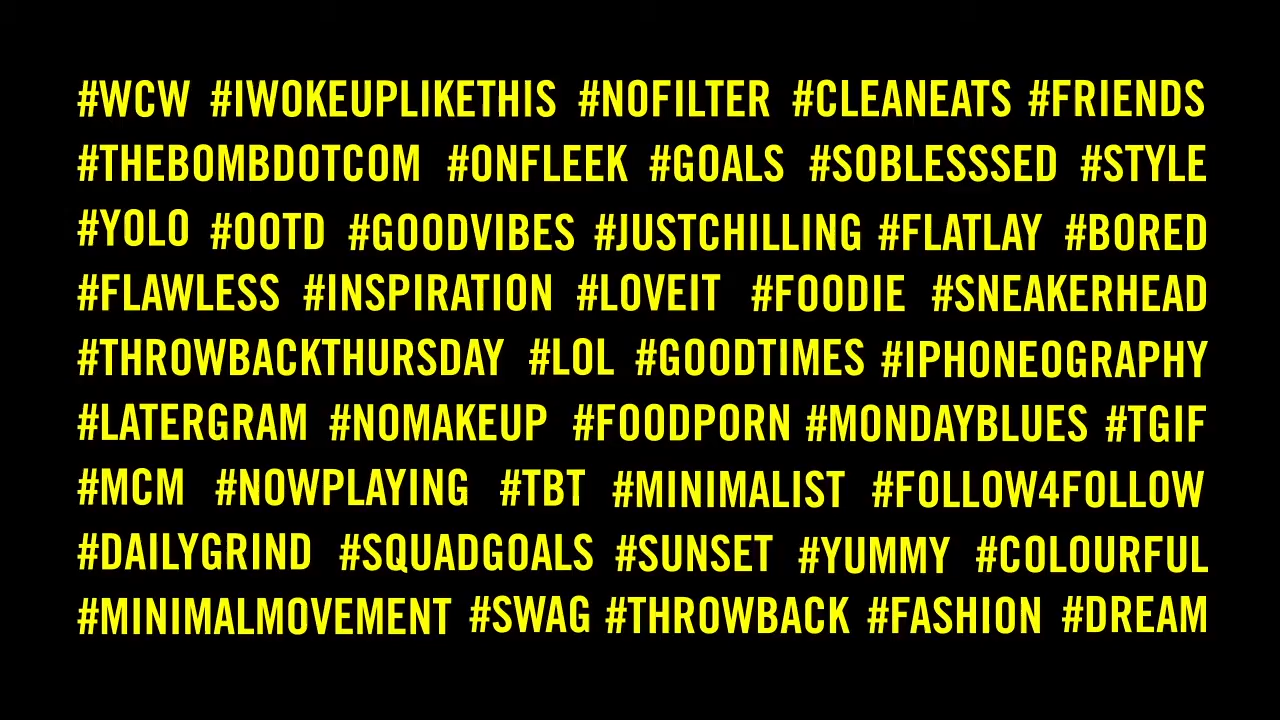 #WCW #IWOKEUPLIKETHIS #NOFILTER #CLEANEATS #FRIENDS
#THEBOMBDOTCOM #ONFLEEK #GOALS #SOBLESSSED #STYLE
#YOLO #OOTD #GOODVIBES #JUSTCHILLING #FLATLAY #BORED
#FLAWLESS #INSPIRATION #LOVEIT #FOODIE #SNEAKERHEAD
#THROWBACKTHURSDAY #LOL #GOODTIMES #IPHONEOGRAPHY
#LATERGRAM #NOMAKEUP #FOODPORN #MONDAYBLUES #TGIF
#MCM #NOWPLAYING #TBT #MINIMALIST #FOLLOW4FOLLOW
#DAILYGRIND #SQUADGOALS #SUNSET #YUMMY #COLOURFUL
#MINIMALMOVEMENT #SWAG #THROWBACK #FASHION #DREAM